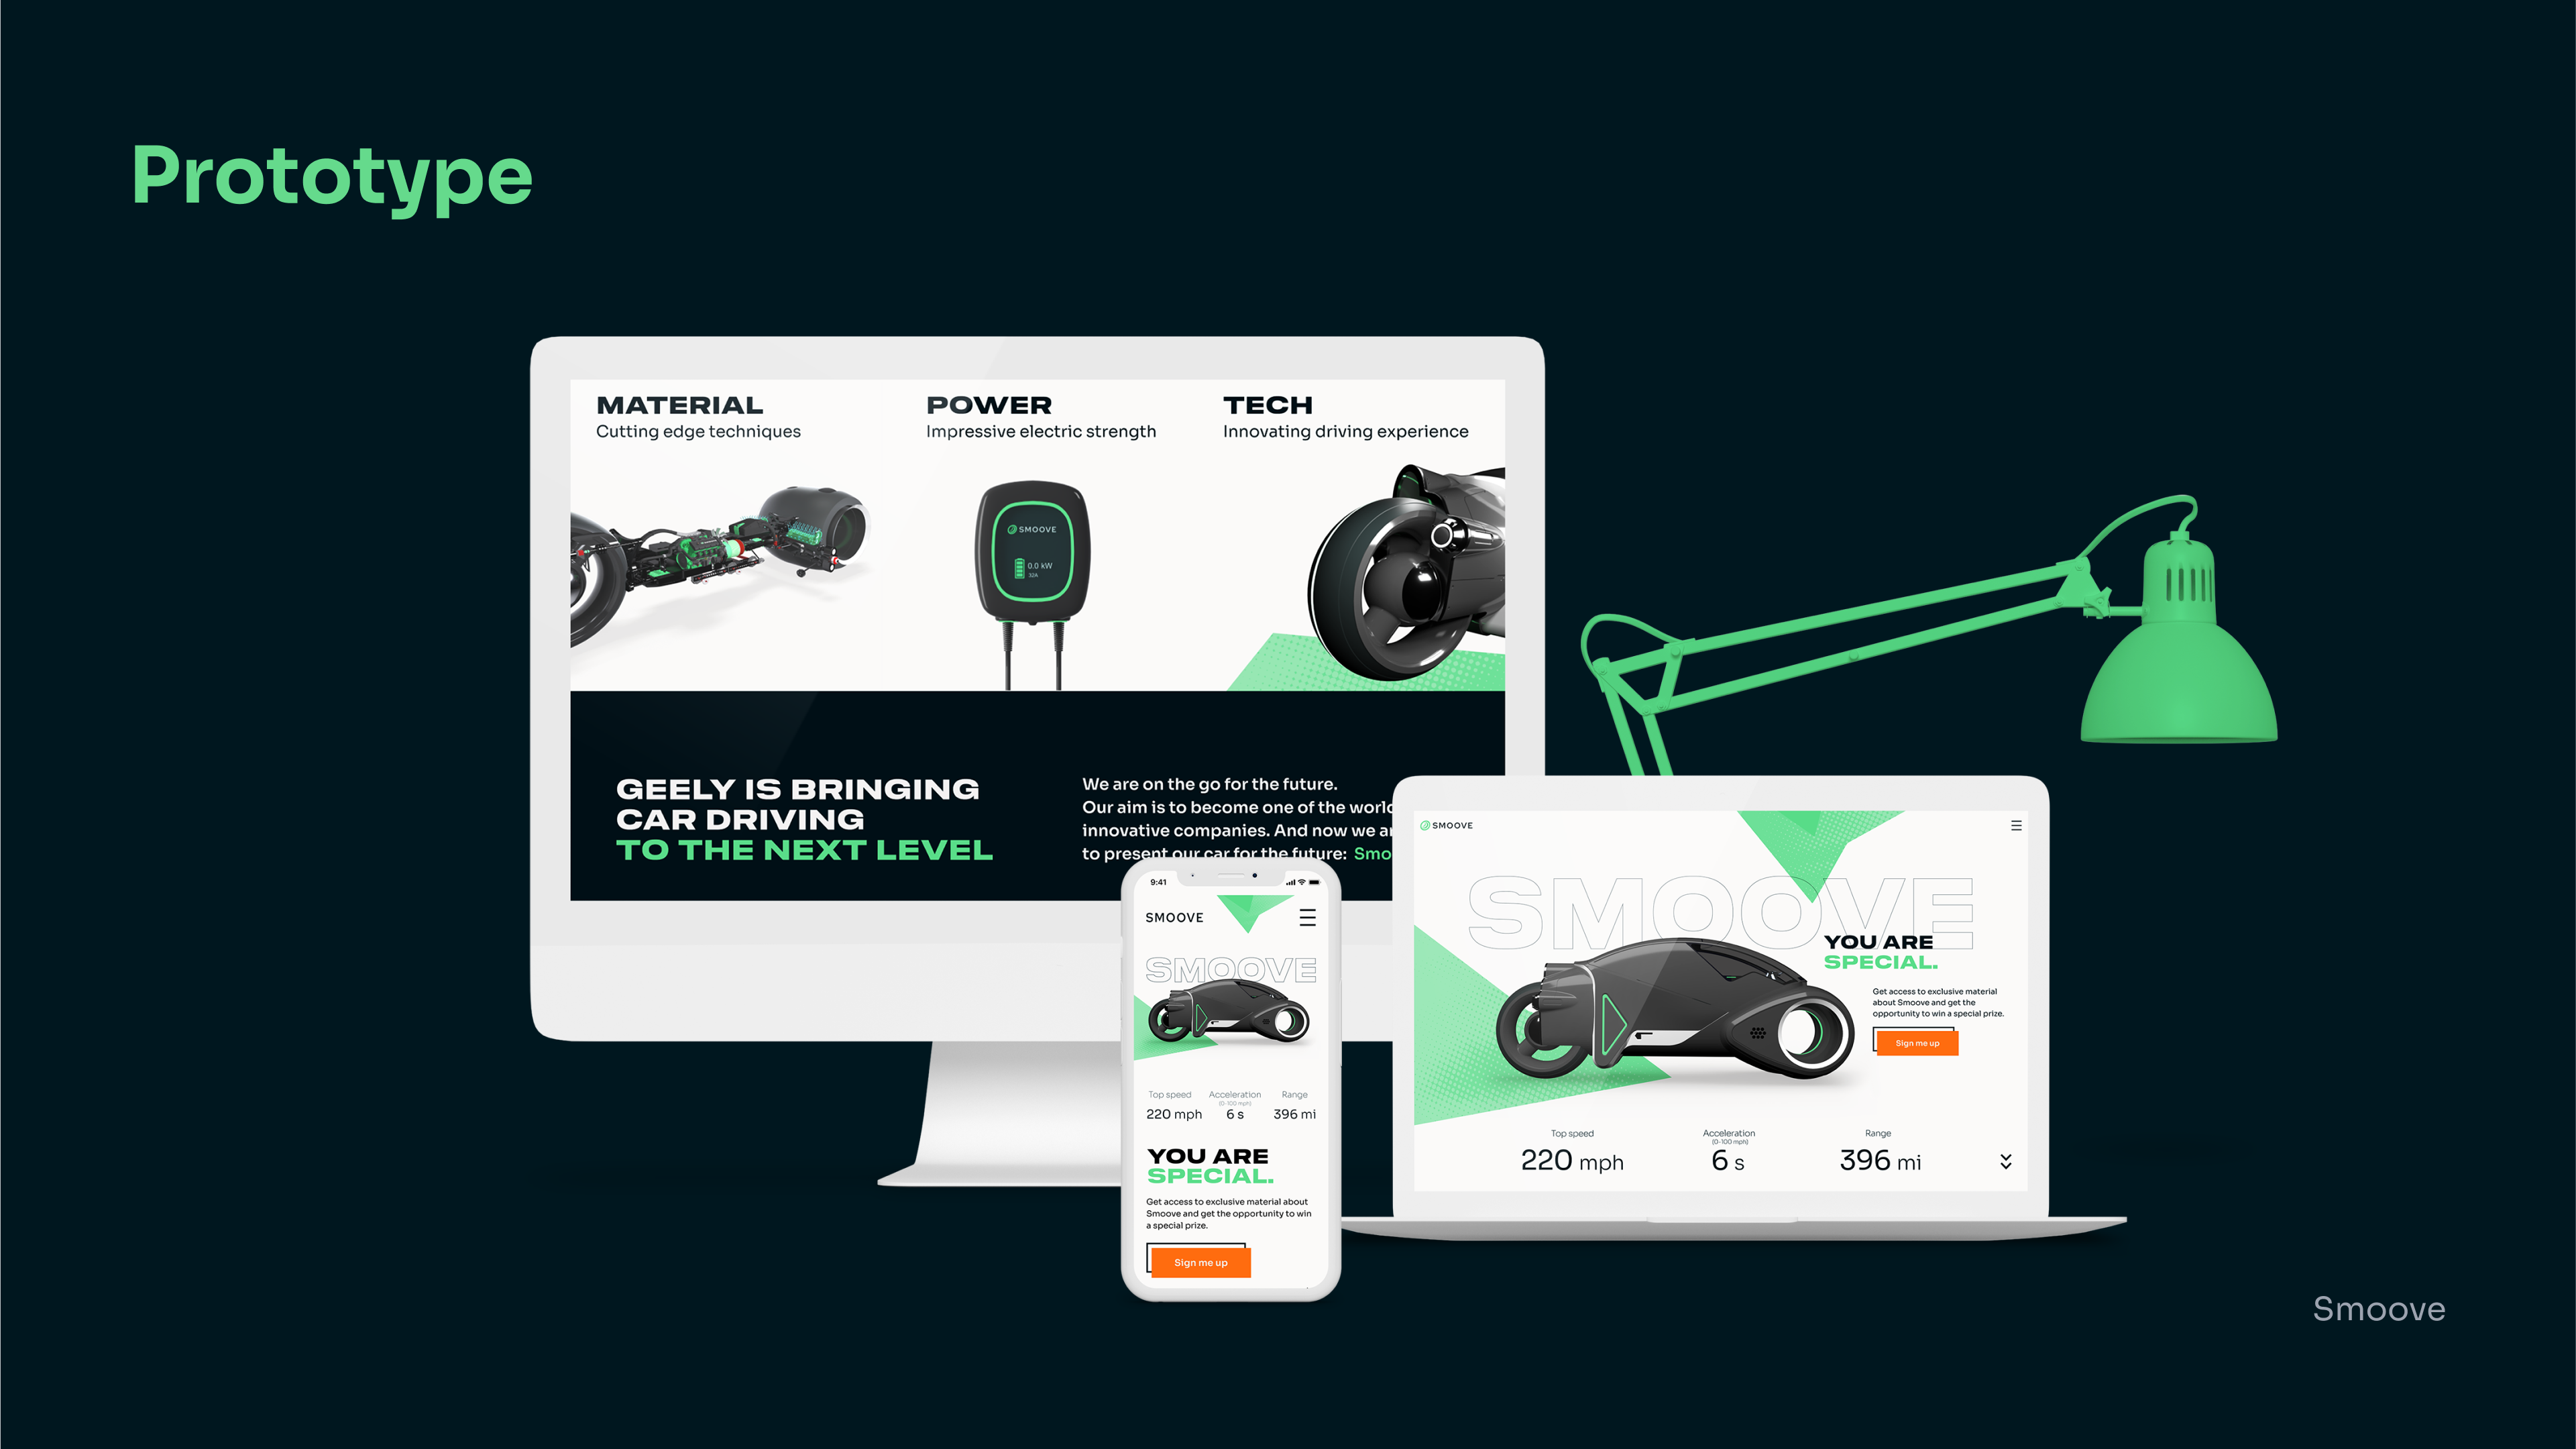 Prototype
MATERIAL
Cutting edge techniques
POWER
Impressive electric strength
TECH
Innovating driving experience
SMOOVE
0.0 kW
32A
GEELY IS BRINGING
CAR DRIVING
TO THE NEXT LEVEL
We are on the go for the future.
Our aim is to become one of the world
innovative companies. And now we ar
to present our car for the future: Smo
9:41
SMOOVE
SMOOVE
Top speed
220 mph
Acceleration
(0-100 mph)
6 s
Range
396 mi
YOU ARE
SPECIAL.
Get access to exclusive material about
Smoove and get the opportunity to win
a special prize.
Sign me up
SMOOVE
SMOOVE
YOU ARE
SPECIAL.
Get access to exclusive material
about Smoove and get the
opportunity to win a special prize.
Sign me up
Top speed
220 mph
Acceleration
(0-100 mph)
6 s
Range
396 mi
Smoove